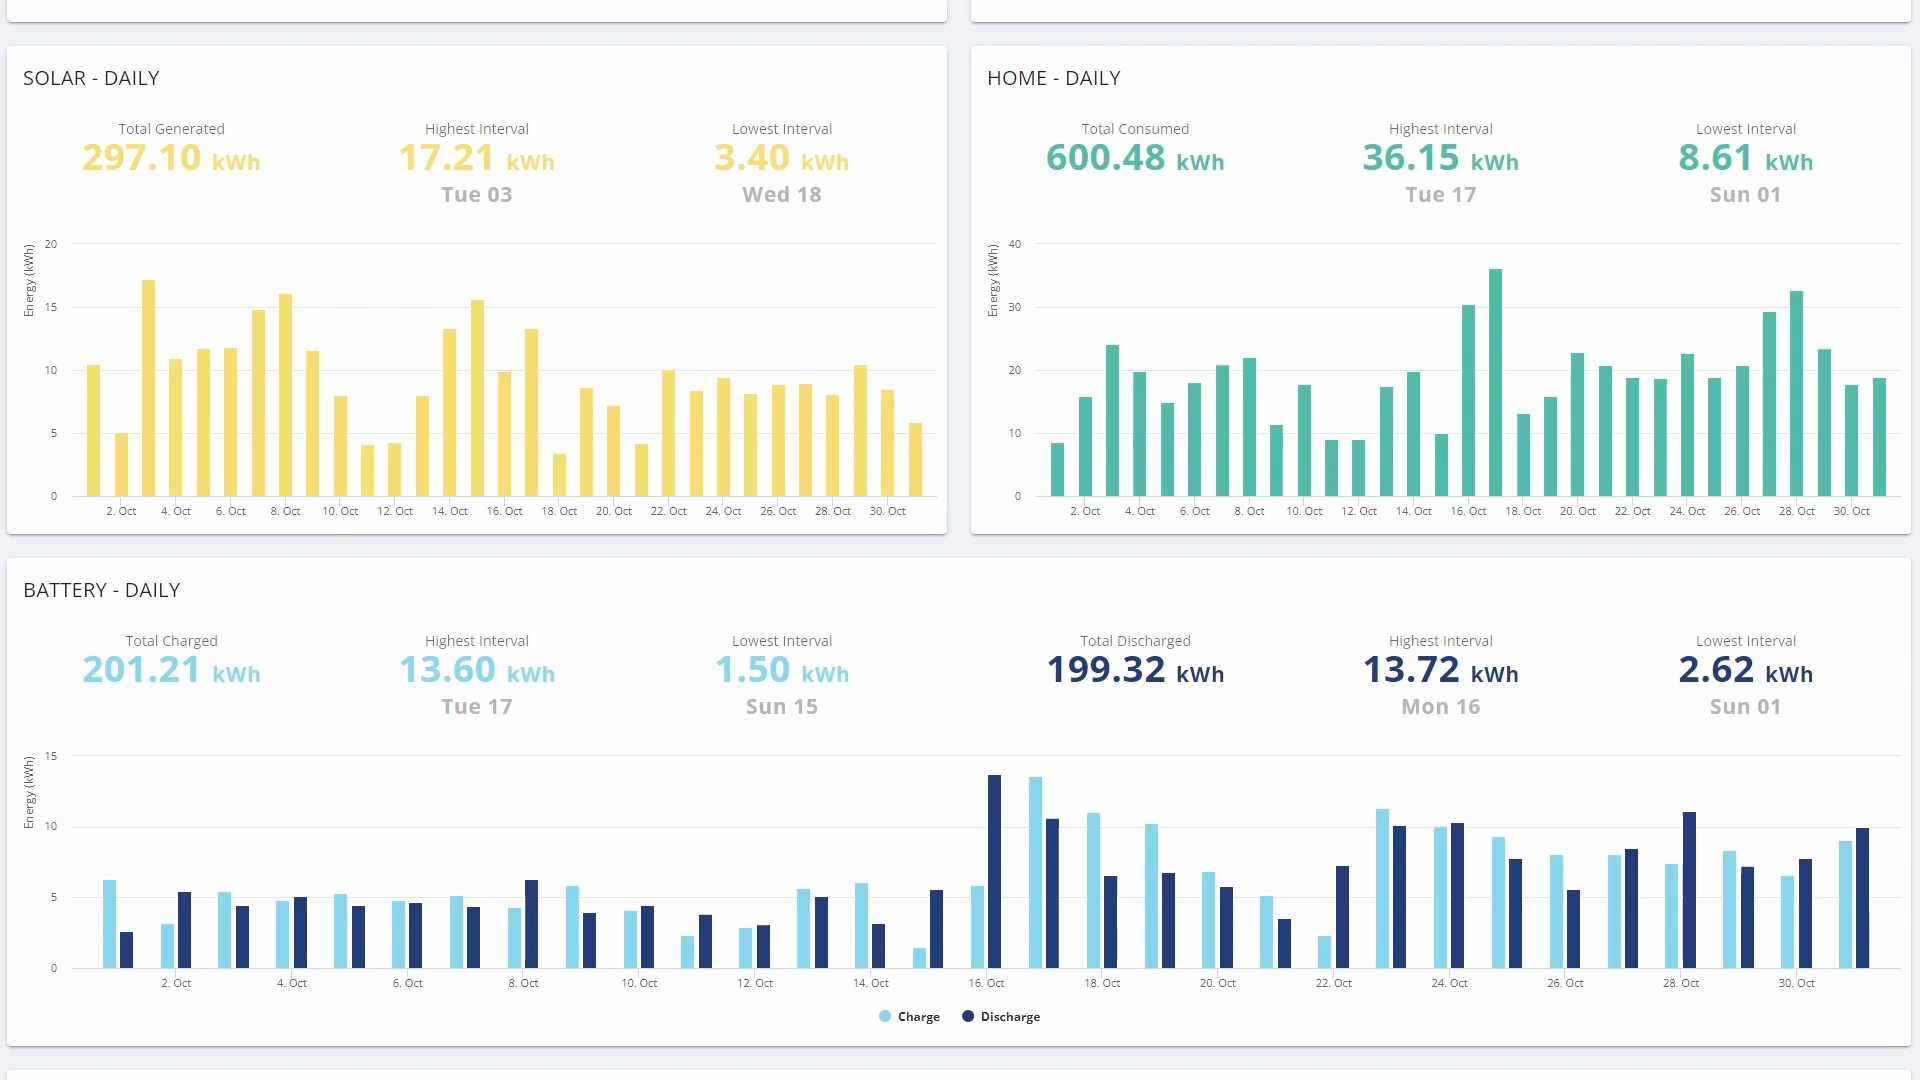 SOLAR - DAILY
Total Generated
297.10 kWh
Highest Interval
17.21 kWh
Tue 03
Lowest Interval
3.40 kWh
Wed 18
Energy (kWh)
20
15
10
5
0
2. Oct 4. Oct 6. Oct 8. Oct 10. Oct 12. Oct 14. Oct 16. Oct 18. Oct 20. Oct 22. Oct 24. Oct 26. Oct 28. Oct 30. Oct
HOME - DAILY
Total Consumed
600.48 kWh
Highest Interval
36.15 kWh
Tue 17
Lowest Interval
8.61 kWh
Sun 01
Energy (kWh)
40
30
20
10
0
2. Oct 4. Oct 6. Oct 8. Oct 10. Oct 12. Oct 14. Oct 16. Oct 18. Oct 20. Oct 22. Oct 24. Oct 26. Oct 28. Oct 30. Oct
BATTERY - DAILY
Total Charged
201.21 kWh
Highest Interval
13.60 kWh
Tue 17
Lowest Interval
1.50 kWh
Sun 15
Total Discharged
199.32 kWh
Highest Interval
13.72 kWh
Mon 16
Lowest Interval
2.62 kWh
Sun 01
Energy (kWh)
15
10
5
0
2. Oct 4. Oct 6. Oct 8. Oct 10. Oct 12. Oct 14. Oct 16. Oct 18. Oct 20. Oct 22. Oct 24. Oct 26. Oct 28. Oct 30. Oct
Charge Discharge